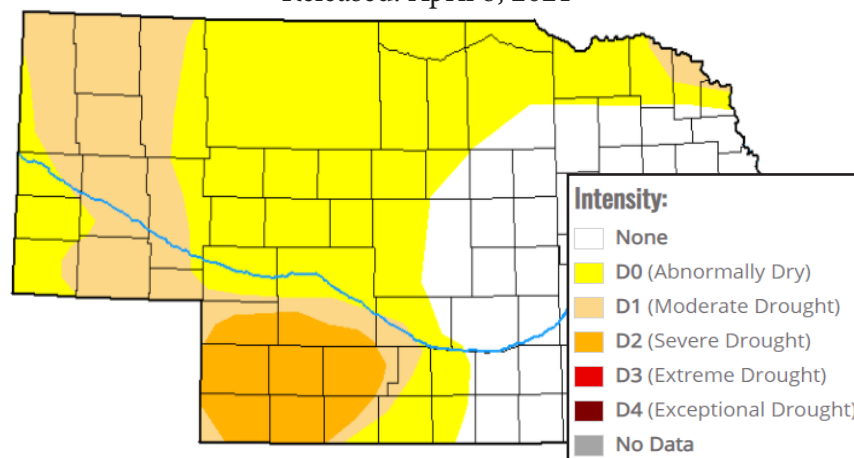 Intensity:
None
D0 (Abnormally Dry)
D1 (Moderate Drought)
D2 (Severe Drought)
D3 (Extreme Drought)
D4 (Exceptional Drought)
No Data